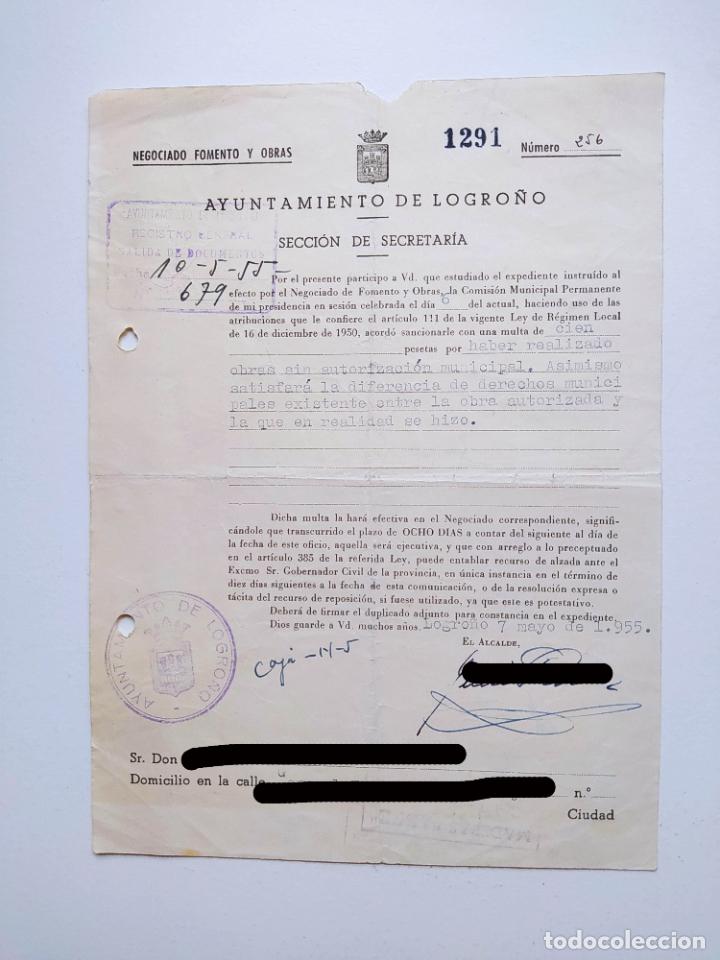 NEGOCIADO FOMENTO Y OBRAS
1291
Número 256
AYUNTAMIENTO DE LOGROÑO
SECCIÓN DE SECRETARÍA
REGISTRO GENERAL
SALIDA DE DOCUMENTOS
10-5-55
679
Por el presente participo a Vd. que estudiado el expediente instruído al
efecto por el Negociado de Fomento y Obras, la Comisión Municipal Permanente
de mi presidencia en sesión celebrada el día 6 del actual, haciendo uso de las
atribuciones que le confiere el artículo 111 de la vigente Ley de Régimen Local
de 16 de diciembre de 1950, acordó sancionarle con una multa de cien
pesetas por haber realizado
obras sin autorización municipal. Asimismo
satisfará la diferencia de derechos munici
pales existente entre la obra autorizada y
la que en realidad se hizo.
Dicha multa la hará efectiva en el Negociado correspondiente, signifi-
cándole que transcurrido el plazo de OCHO DIAS a contar del siguiente al día de
la fecha de este oficio, aquella será ejecutiva, y que con arreglo a lo preceptuado
en el artículo 385 de la referida Ley, puede entablar recurso de alzada ante el
Excmo Sr. Gobernador Civil de la provincia, en única instancia en el término de
diez días siguientes a la fecha de esta comunicación, o de la resolución expresa o
tácita del recurso de reposición, si fuese utilizado, ya que este es potestativo.
Deberá de firmar el duplicado adjunto para constancia en el expediente.
Dios guarde a Vd. muchos años. Logroño 7 mayo de 1.955.
EL ALCALDE,
AYUNTAMIENTO DE LOGROÑO
Sr. Don
Domicilio en la calle
n.º
Ciudad
todocoleccion